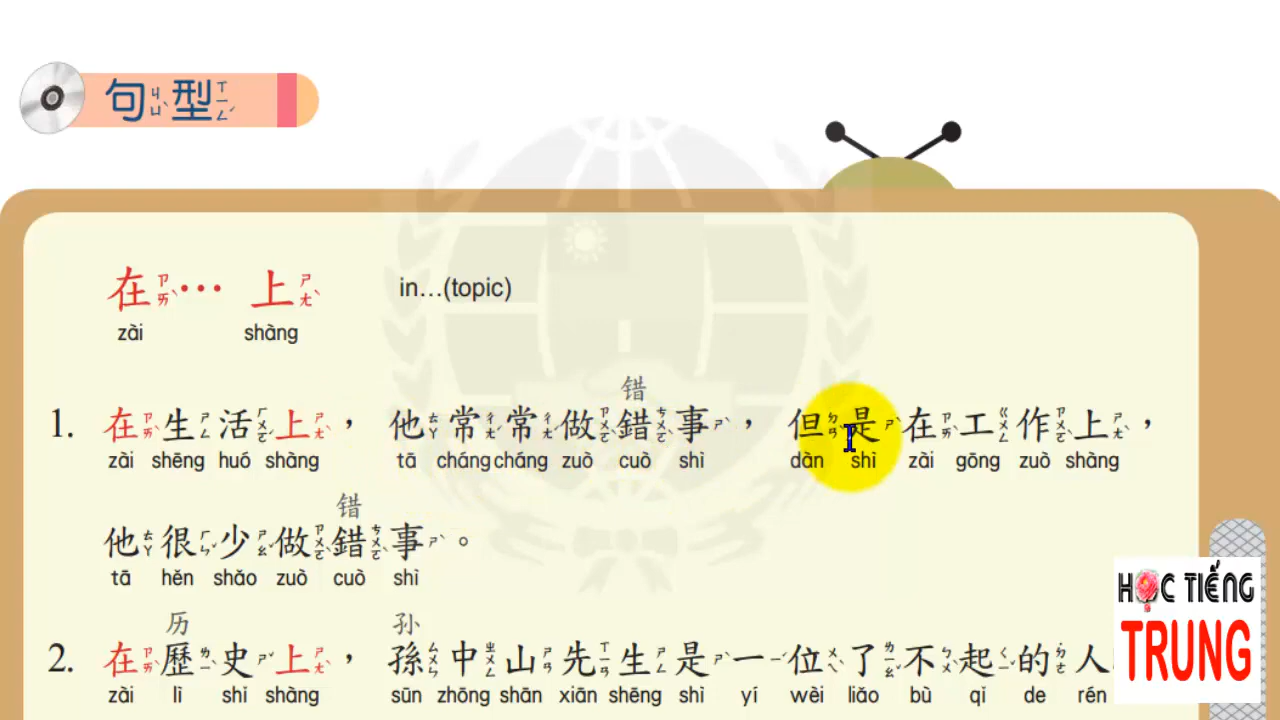 句ㄐㄩˋ型ㄒㄧㄥˊ
在ㄗㄞˋ… 上ㄕㄤˋ in…(topic)
zài shàng
错
1. 在ㄗㄞˋ生ㄕㄥ活ㄏㄨㄛˊ上ㄕㄤˋ，他ㄊㄚ常ㄔㄤˊ常ㄔㄤˊ做ㄗㄨㄛˋ錯ㄘㄨㄛˋ事ㄕˋ，但ㄉㄢˋ是ㄕˋ在ㄗㄞˋ工ㄍㄨㄥ作ㄗㄨㄛˋ上ㄕㄤˋ，
zài shēng huó shàng tā cháng cháng zuò cuò shì dàn shì zài gōng zuò shàng
错
他ㄊㄚ很ㄏㄣˇ少ㄕㄠˇ做ㄗㄨㄛˋ錯ㄘㄨㄛˋ事ㄕˋ。
tā hěn shǎo zuò cuò shì
历 孙
2. 在ㄗㄞˋ歷ㄌㄧˋ史ㄕˇ上ㄕㄤˋ，孫ㄙㄨㄣ中ㄓㄨㄥ山ㄕㄢ先ㄒㄧㄢ生ㄕㄥ是ㄕˋ一ㄧˊ位ㄨㄟˋ了ㄌㄧㄠˇ不ㄅㄨˋ起ㄑㄧˇ的ㄉㄜ˙人
zài lì shǐ shàng sūn zhōng shān xiān shēng shì yí wèi liǎo bù qǐ de rén
HỌC TIẾNG
TRUNG